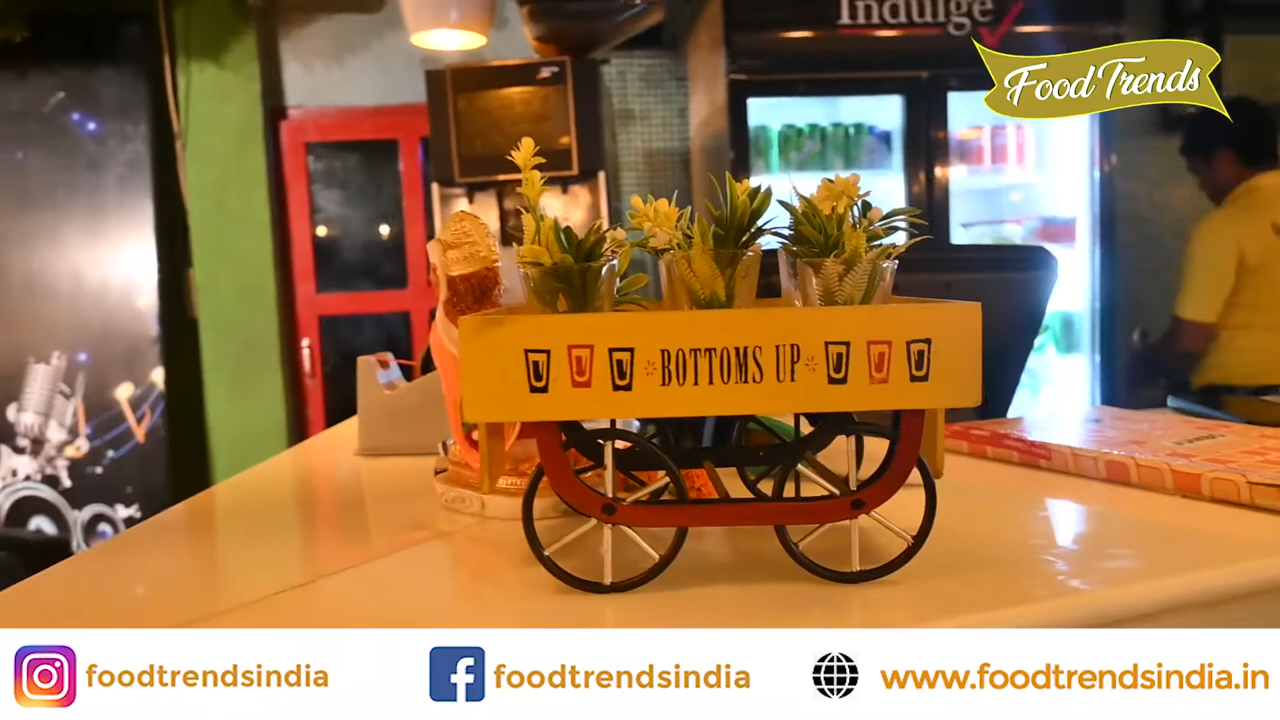 Indulge
Food Trends
BOTTOMS UP
foodtrendsindia
foodtrendsindia
www.foodtrendsindia.in